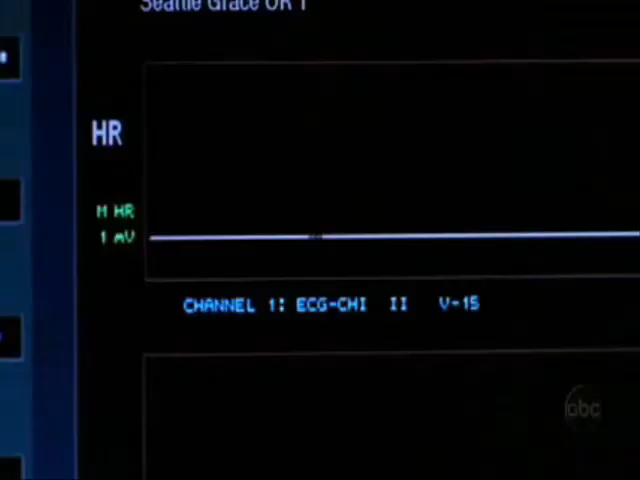 Seattle Grace OR 1
HR
M HR
1 mV
CHANNEL 1: ECG-CHI II V-15
abc